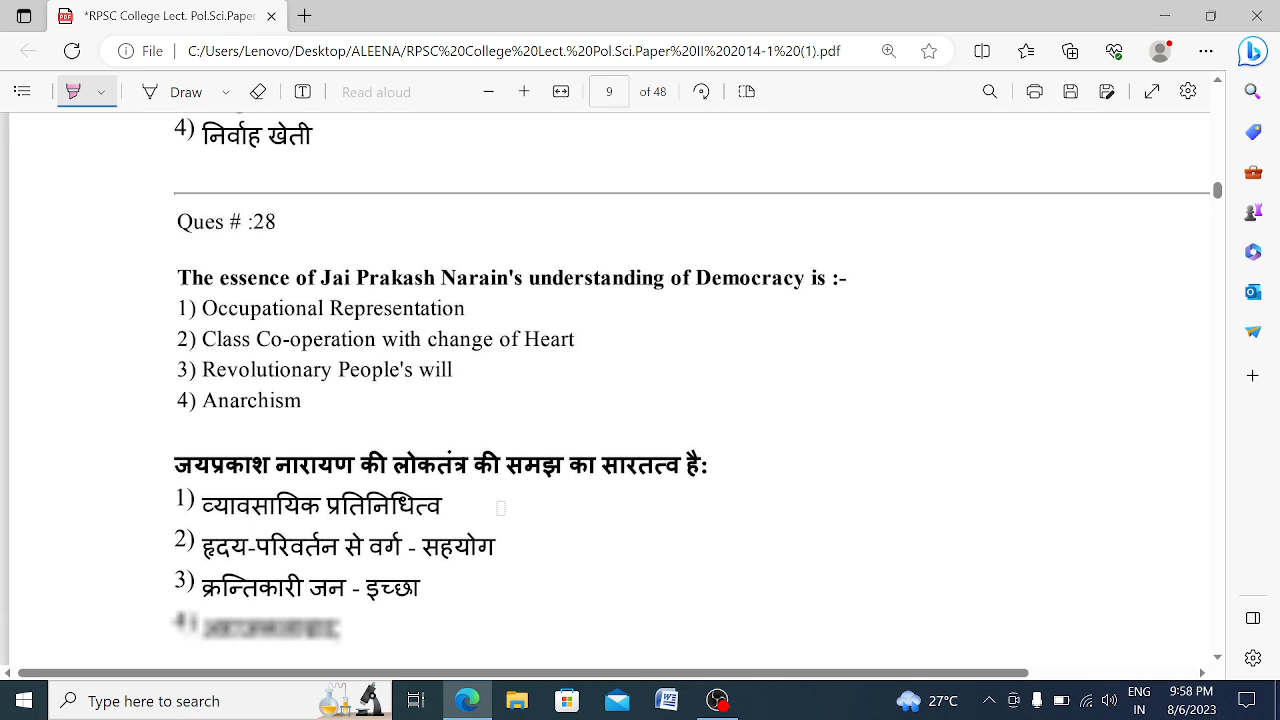 *RPSC College Lect. Pol.Sci.Pape
File
C:/Users/Lenovo/Desktop/ALEENA/RPSC%20College%20Lect.%20Pol.Sci.Paper%20II%202014-1%20(1).pdf
Draw
Read aloud
9 of 48
4) निर्वाह खेती
Ques # :28
The essence of Jai Prakash Narain's understanding of Democracy is :-
1) Occupational Representation
2) Class Co-operation with change of Heart
3) Revolutionary People's will
4) Anarchism
जयप्रकाश नारायण की लोकतंत्र की समझ का सारतत्व है:
1) व्यावसायिक प्रतिनिधित्व
2) हृदय-परिवर्तन से वर्ग - सहयोग
3) क्रन्तिकारी जन - इच्छा
Type here to search
27°C
ENG
IN
9:58 PM
8/6/2023